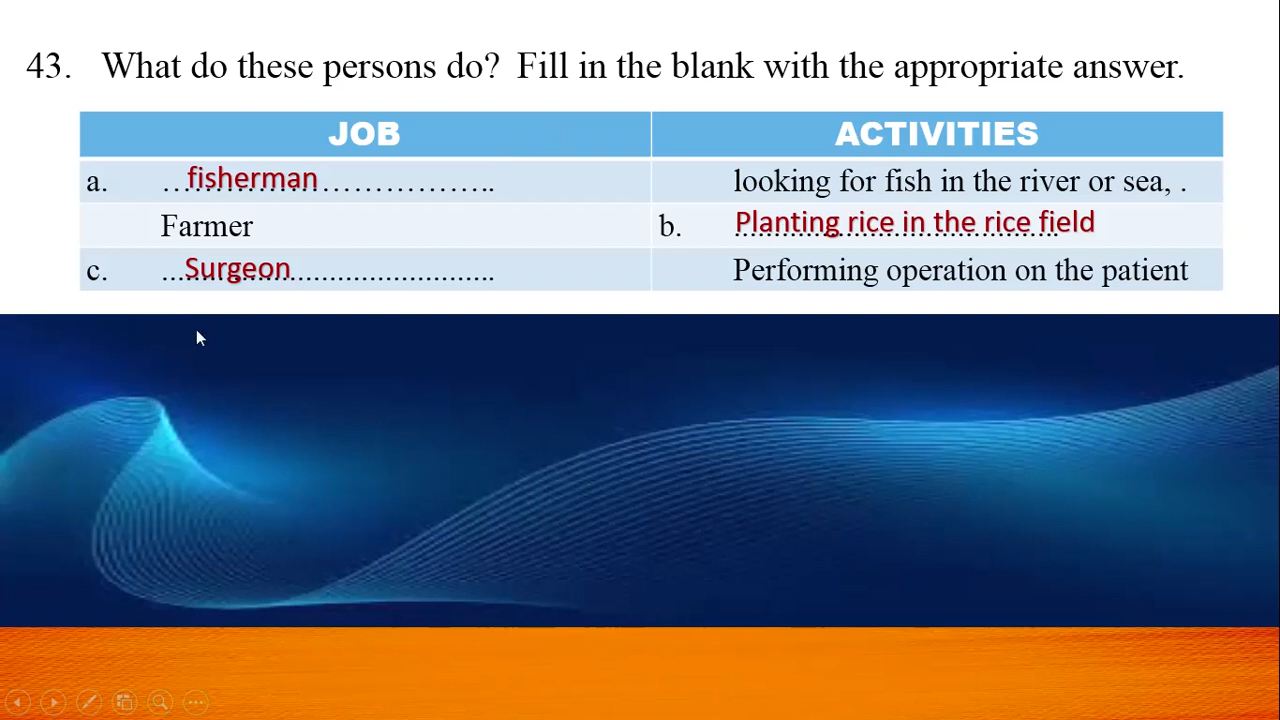 43. What do these persons do? Fill in the blank with the appropriate answer.
JOB ACTIVITIES
a. fisherman looking for fish in the river or sea, .
Farmer b. Planting rice in the rice field
c. Surgeon Performing operation on the patient